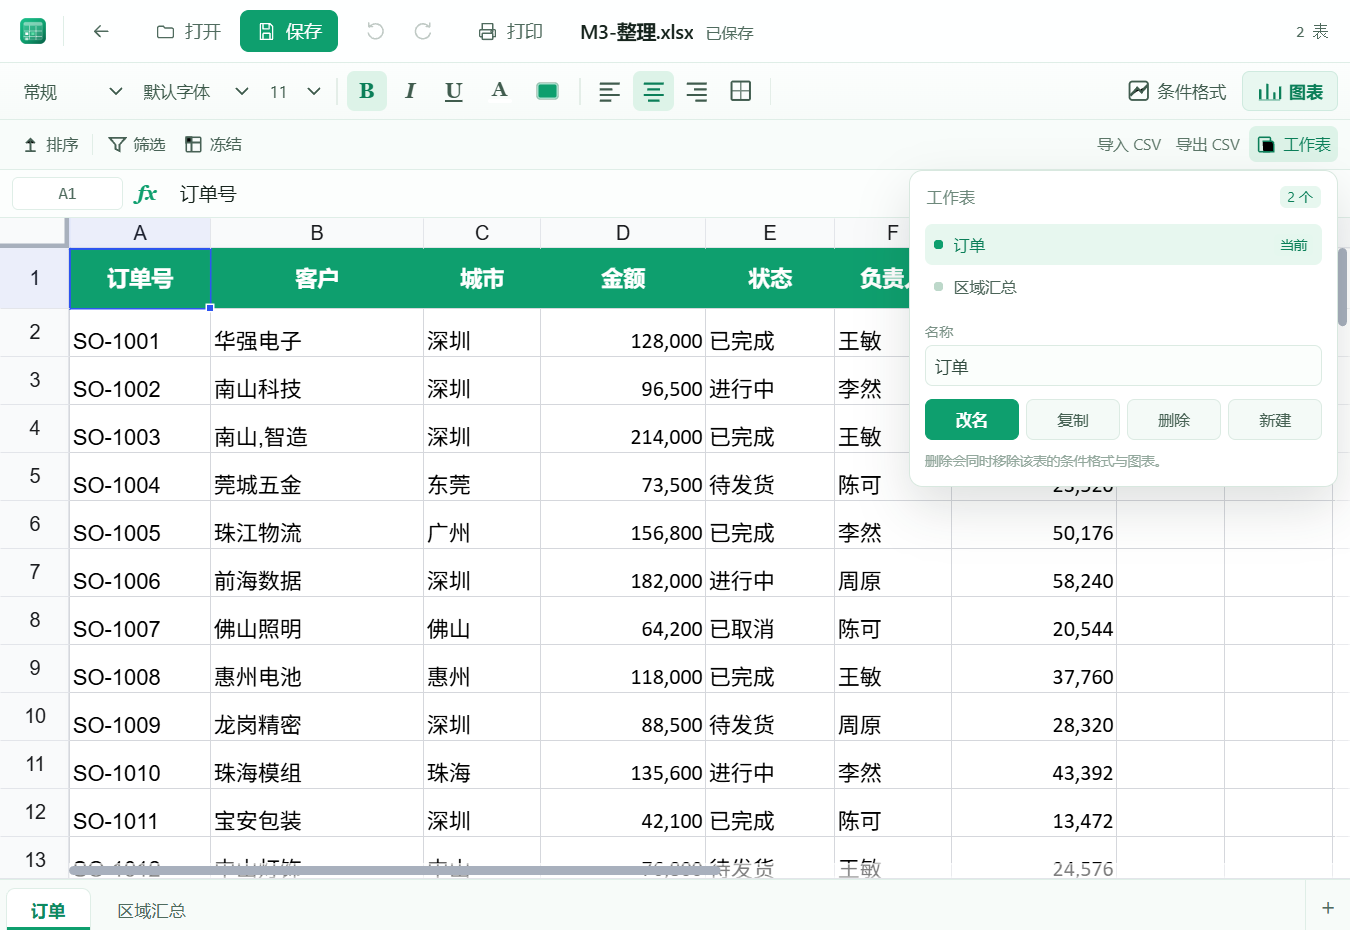 打开 保存 打印 M3-整理.xlsx 已保存 2 表
常规 默认字体 11 B I U A 条件格式 图表
排序 筛选 冻结 导入 CSV 导出 CSV 工作表
A1 fx 订单号
工作表 2 个
订单 当前
区域汇总
名称
订单
改名 复制 删除 新建
删除会同时移除该表的条件格式与图表。
A B C D E F
1 订单号 客户 城市 金额 状态 负责
2 SO-1001 华强电子 深圳 128,000 已完成 王敏
3 SO-1002 南山科技 深圳 96,500 进行中 李然
4 SO-1003 南山,智造 深圳 214,000 已完成 王敏
5 SO-1004 莞城五金 东莞 73,500 待发货 陈可 23,520
6 SO-1005 珠江物流 广州 156,800 已完成 李然 50,176
7 SO-1006 前海数据 深圳 182,000 进行中 周原 58,240
8 SO-1007 佛山照明 佛山 64,200 已取消 陈可 20,544
9 SO-1008 惠州电池 惠州 118,000 已完成 王敏 37,760
10 SO-1009 龙岗精密 深圳 88,500 待发货 周原 28,320
11 SO-1010 珠海模组 珠海 135,600 进行中 李然 43,392
12 SO-1011 宝安包装 深圳 42,100 已完成 陈可 13,472
13 SO-1012 中山灯饰 中山 76,800 待发货 王敏 24,576
订单 区域汇总 +